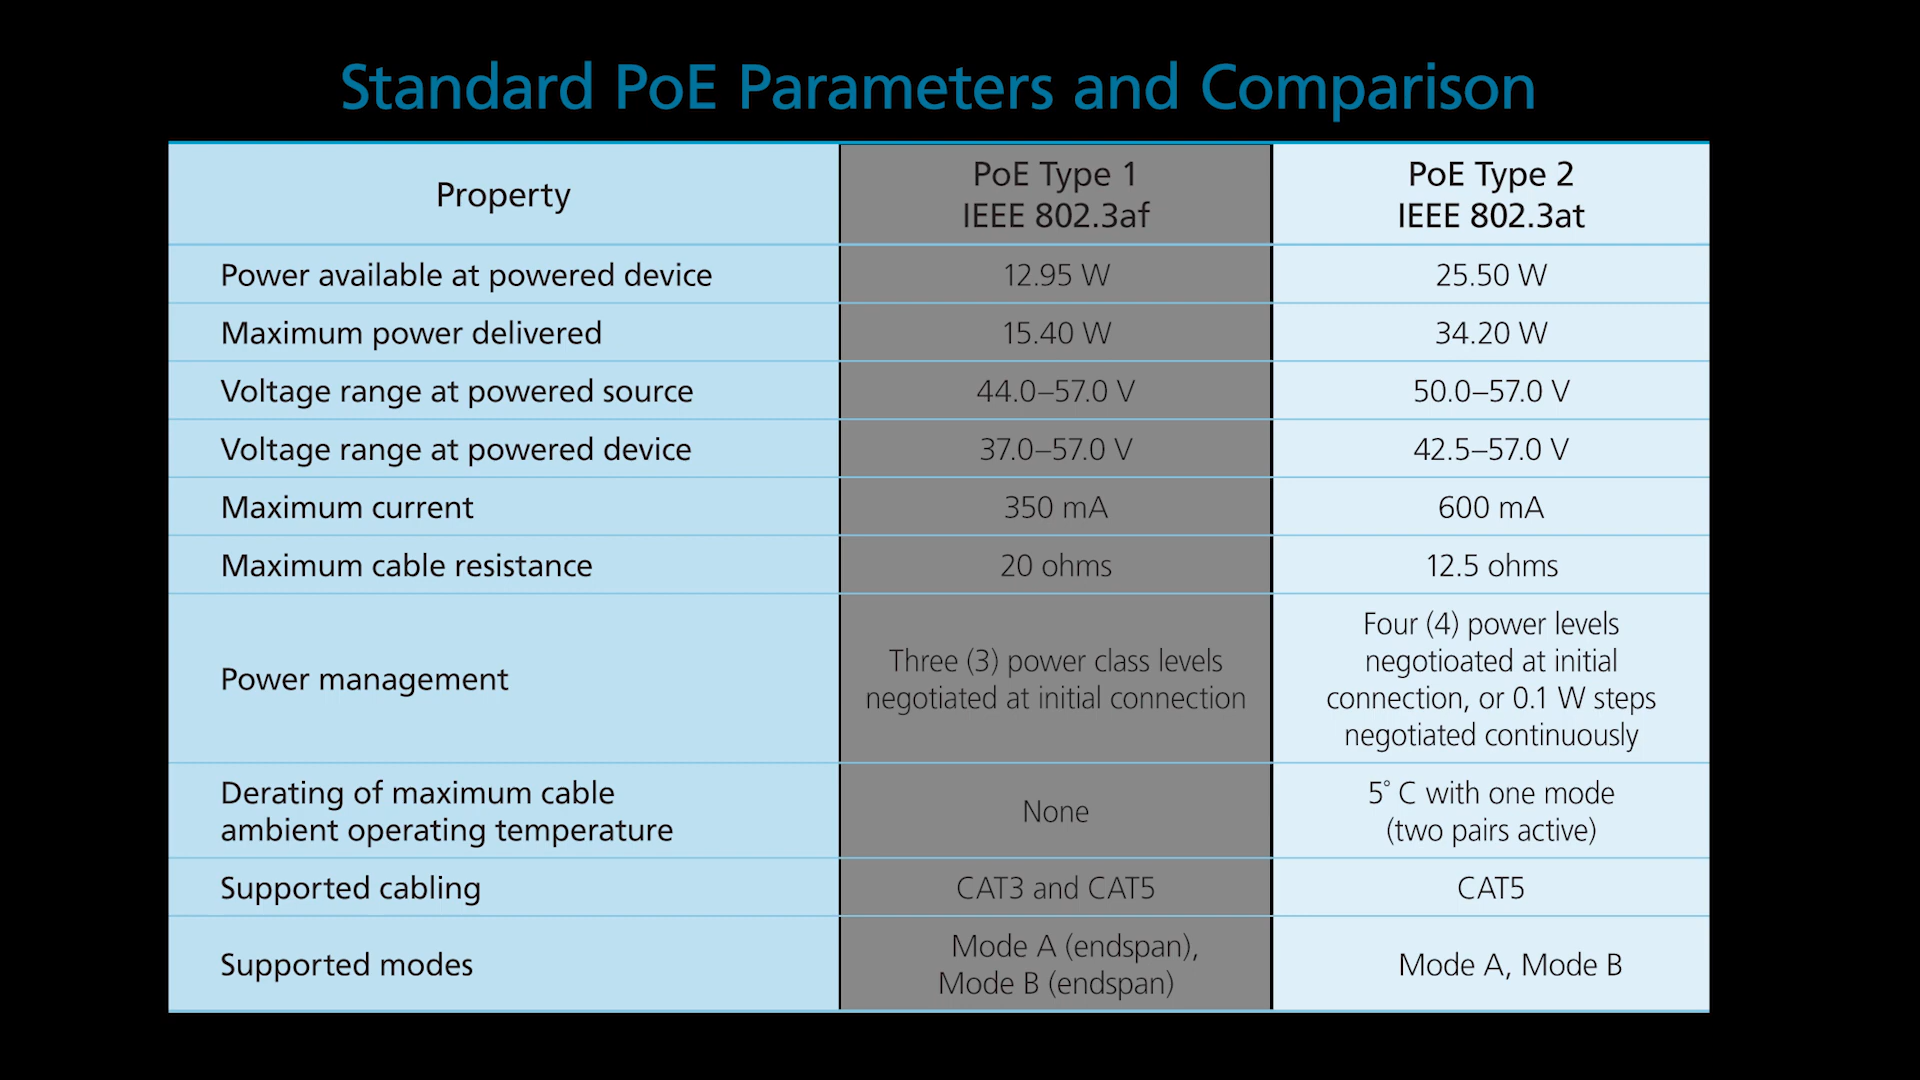 Standard PoE Parameters and Comparison
Property
PoE Type 1
IEEE 802.3af
PoE Type 2
IEEE 802.3at
Power available at powered device
12.95 W
25.50 W
Maximum power delivered
15.40 W
34.20 W
Voltage range at powered source
44.0–57.0 V
50.0–57.0 V
Voltage range at powered device
37.0–57.0 V
42.5–57.0 V
Maximum current
350 mA
600 mA
Maximum cable resistance
20 ohms
12.5 ohms
Power management
Three (3) power class levels
negotiated at initial connection
Four (4) power levels
negotioated at initial
connection, or 0.1 W steps
negotiated continuously
Derating of maximum cable
ambient operating temperature
None
5° C with one mode
(two pairs active)
Supported cabling
CAT3 and CAT5
CAT5
Supported modes
Mode A (endspan),
Mode B (endspan)
Mode A, Mode B